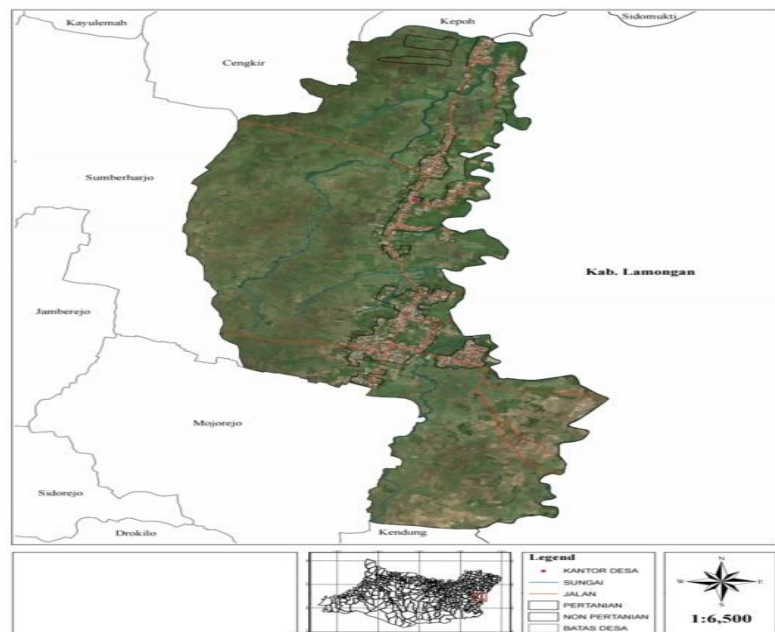 Kayulemah
Kepoh
Sidomukti
Cengkir
Sumberharjo
Kab. Lamongan
Jamberejo
Mojorejo
Sidorejo
Drokilo
Kendung
Legend
KANTOR DESA
SUNGAI
JALAN
PERTANIAN
NON PERTANIAN
BATAS DESA
N
W
E
S
1:6,500